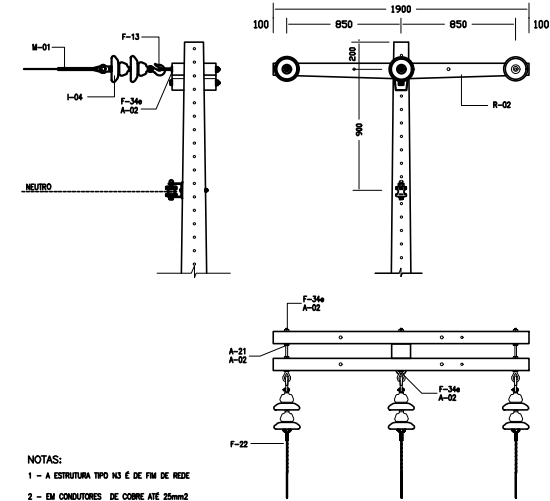 1900
100
850
850
100
F-13
M-01
I-04
F-34e
A-02
200
900
R-02
NEUTRO
F-34e
A-02
A-21
A-02
F-34e
A-02
F-22
NOTAS:
1 - A ESTRUTURA TIPO N3 É DE FIM DE REDE
2 - EM CONDUTORES DE COBRE ATÉ 25mm2